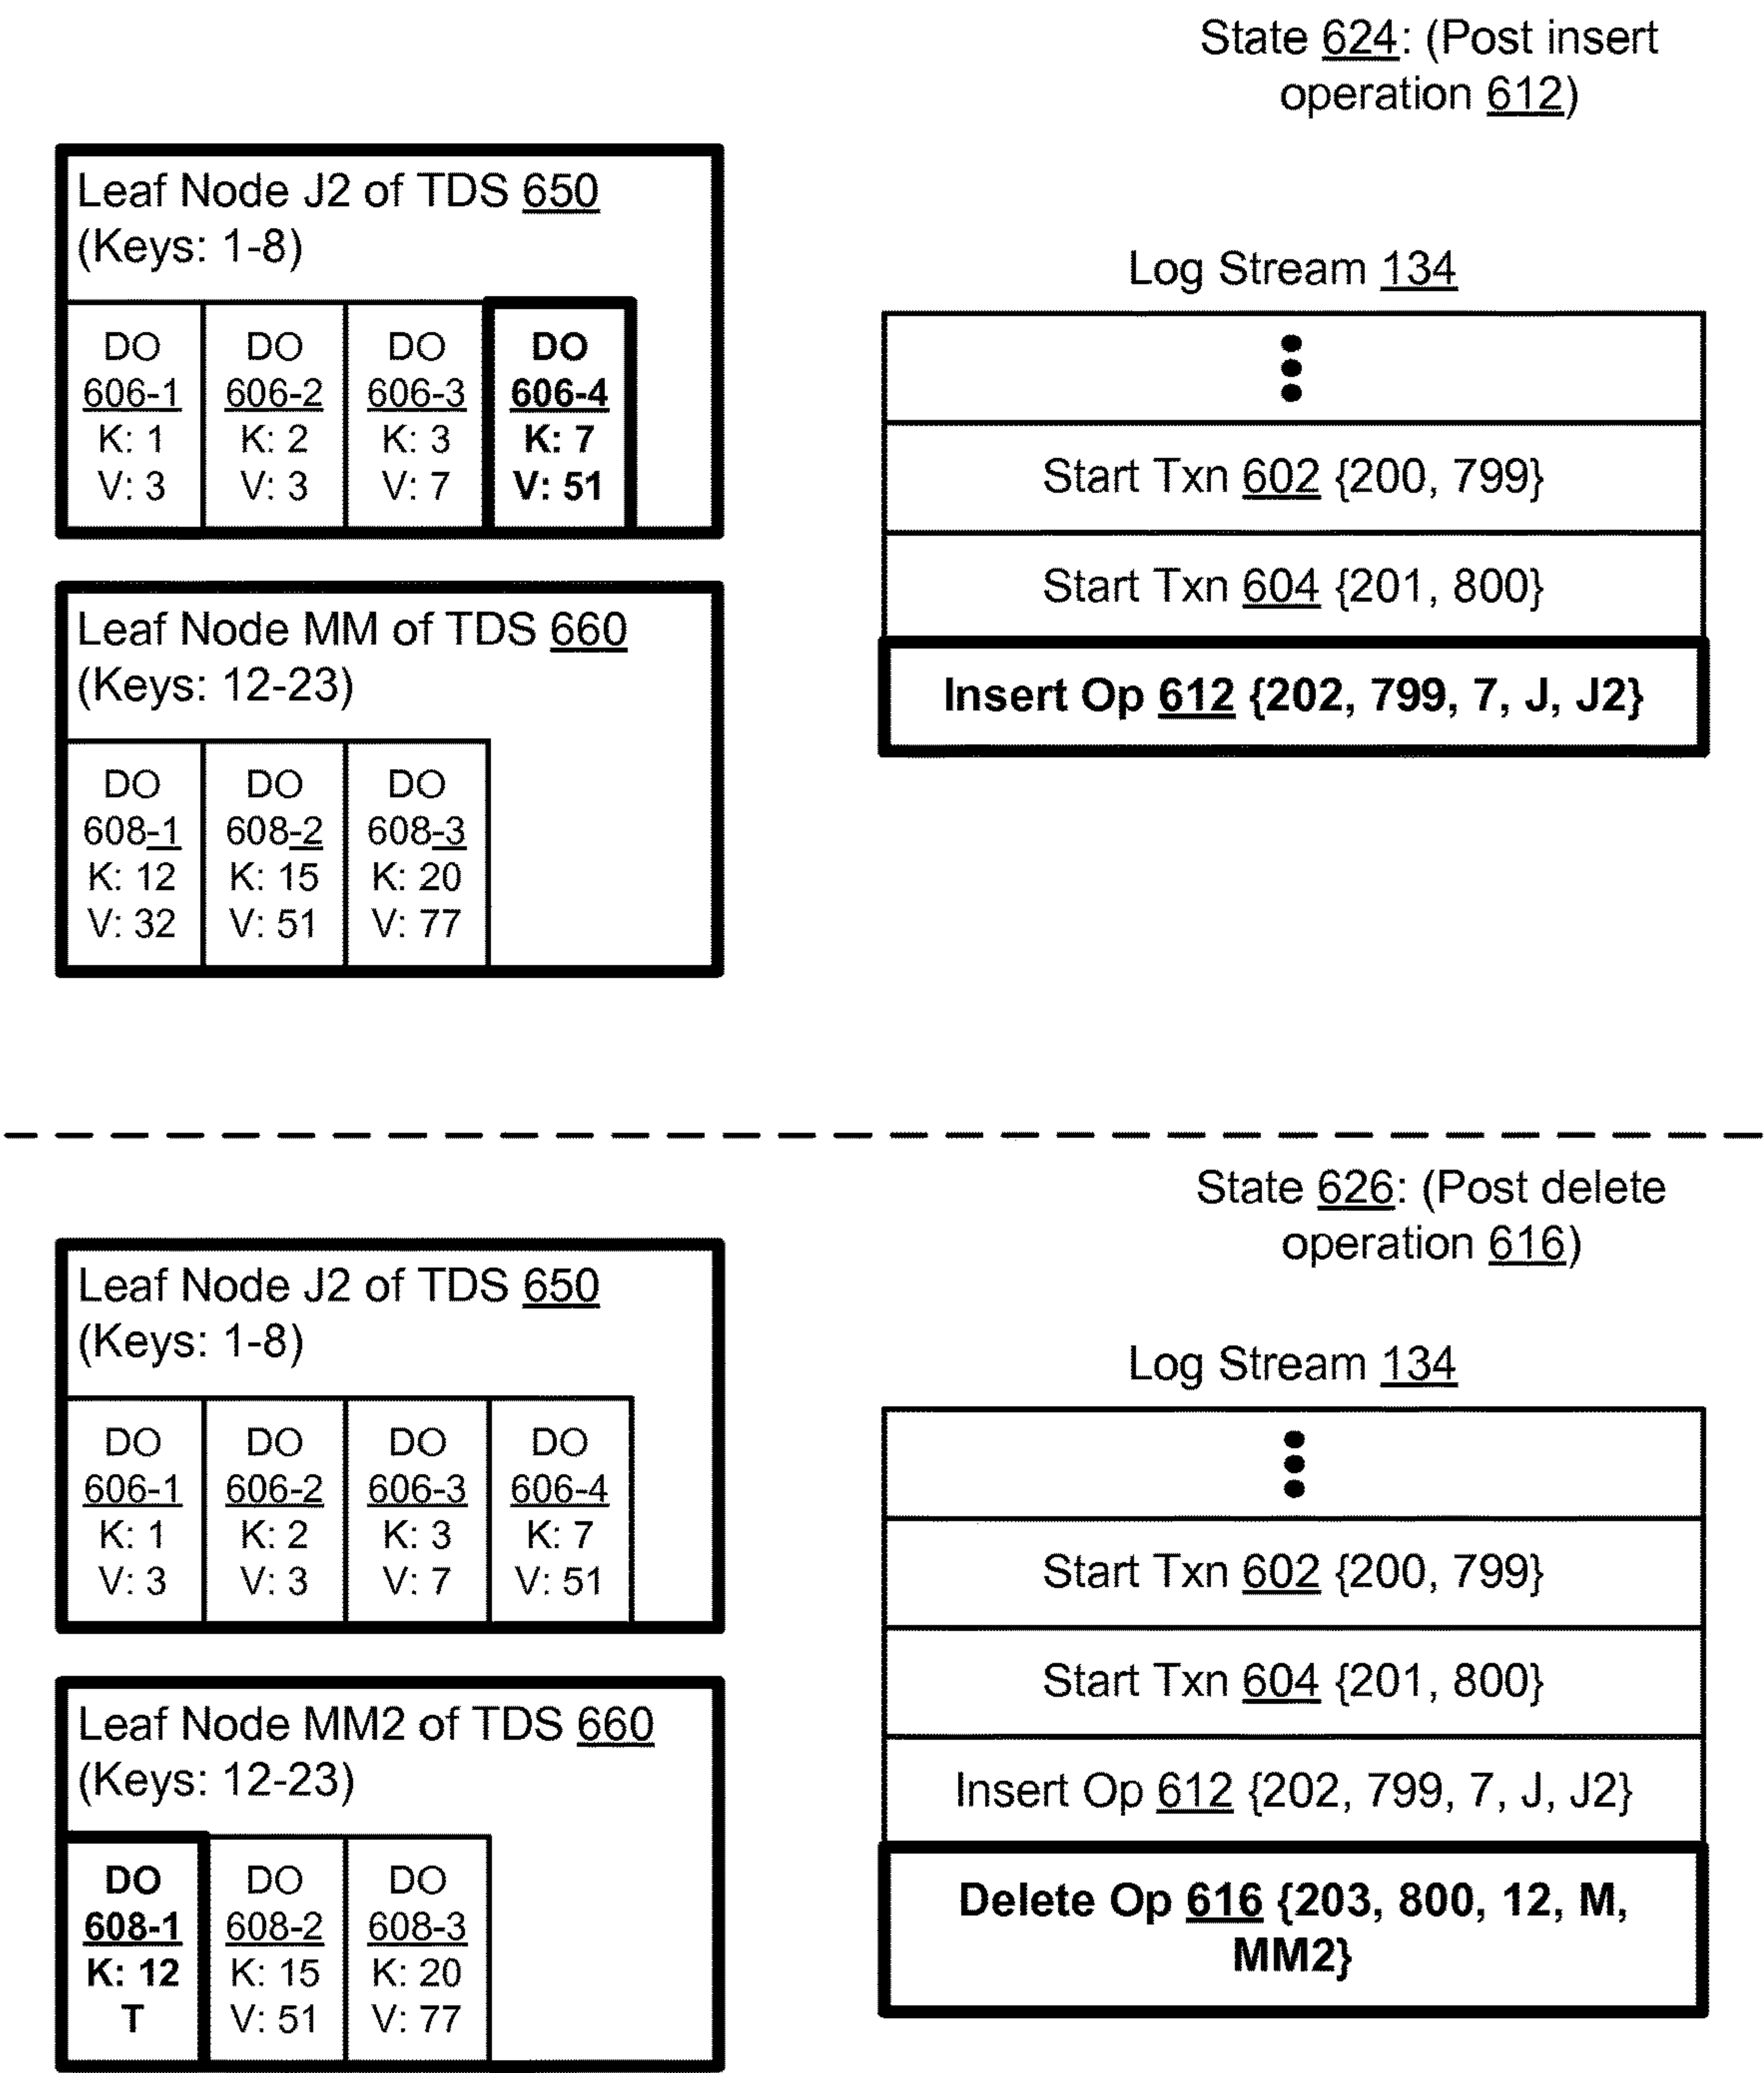 State 624: (Post insert
operation 612)
Leaf Node J2 of TDS 650
(Keys: 1-8)
DO
606-1
K: 1
V: 3
DO
606-2
K: 2
V: 3
DO
606-3
K: 3
V: 7
DO
606-4
K: 7
V: 51
Leaf Node MM of TDS 660
(Keys: 12-23)
DO
608-1
K: 12
V: 32
DO
608-2
K: 15
V: 51
DO
608-3
K: 20
V: 77
Log Stream 134
Start Txn 602 {200, 799}
Start Txn 604 {201, 800}
Insert Op 612 {202, 799, 7, J, J2}
State 626: (Post delete
operation 616)
Leaf Node J2 of TDS 650
(Keys: 1-8)
DO
606-1
K: 1
V: 3
DO
606-2
K: 2
V: 3
DO
606-3
K: 3
V: 7
DO
606-4
K: 7
V: 51
Leaf Node MM2 of TDS 660
(Keys: 12-23)
DO
608-1
K: 12
T
DO
608-2
K: 15
V: 51
DO
608-3
K: 20
V: 77
Log Stream 134
Start Txn 602 {200, 799}
Start Txn 604 {201, 800}
Insert Op 612 {202, 799, 7, J, J2}
Delete Op 616 {203, 800, 12, M,
MM2}